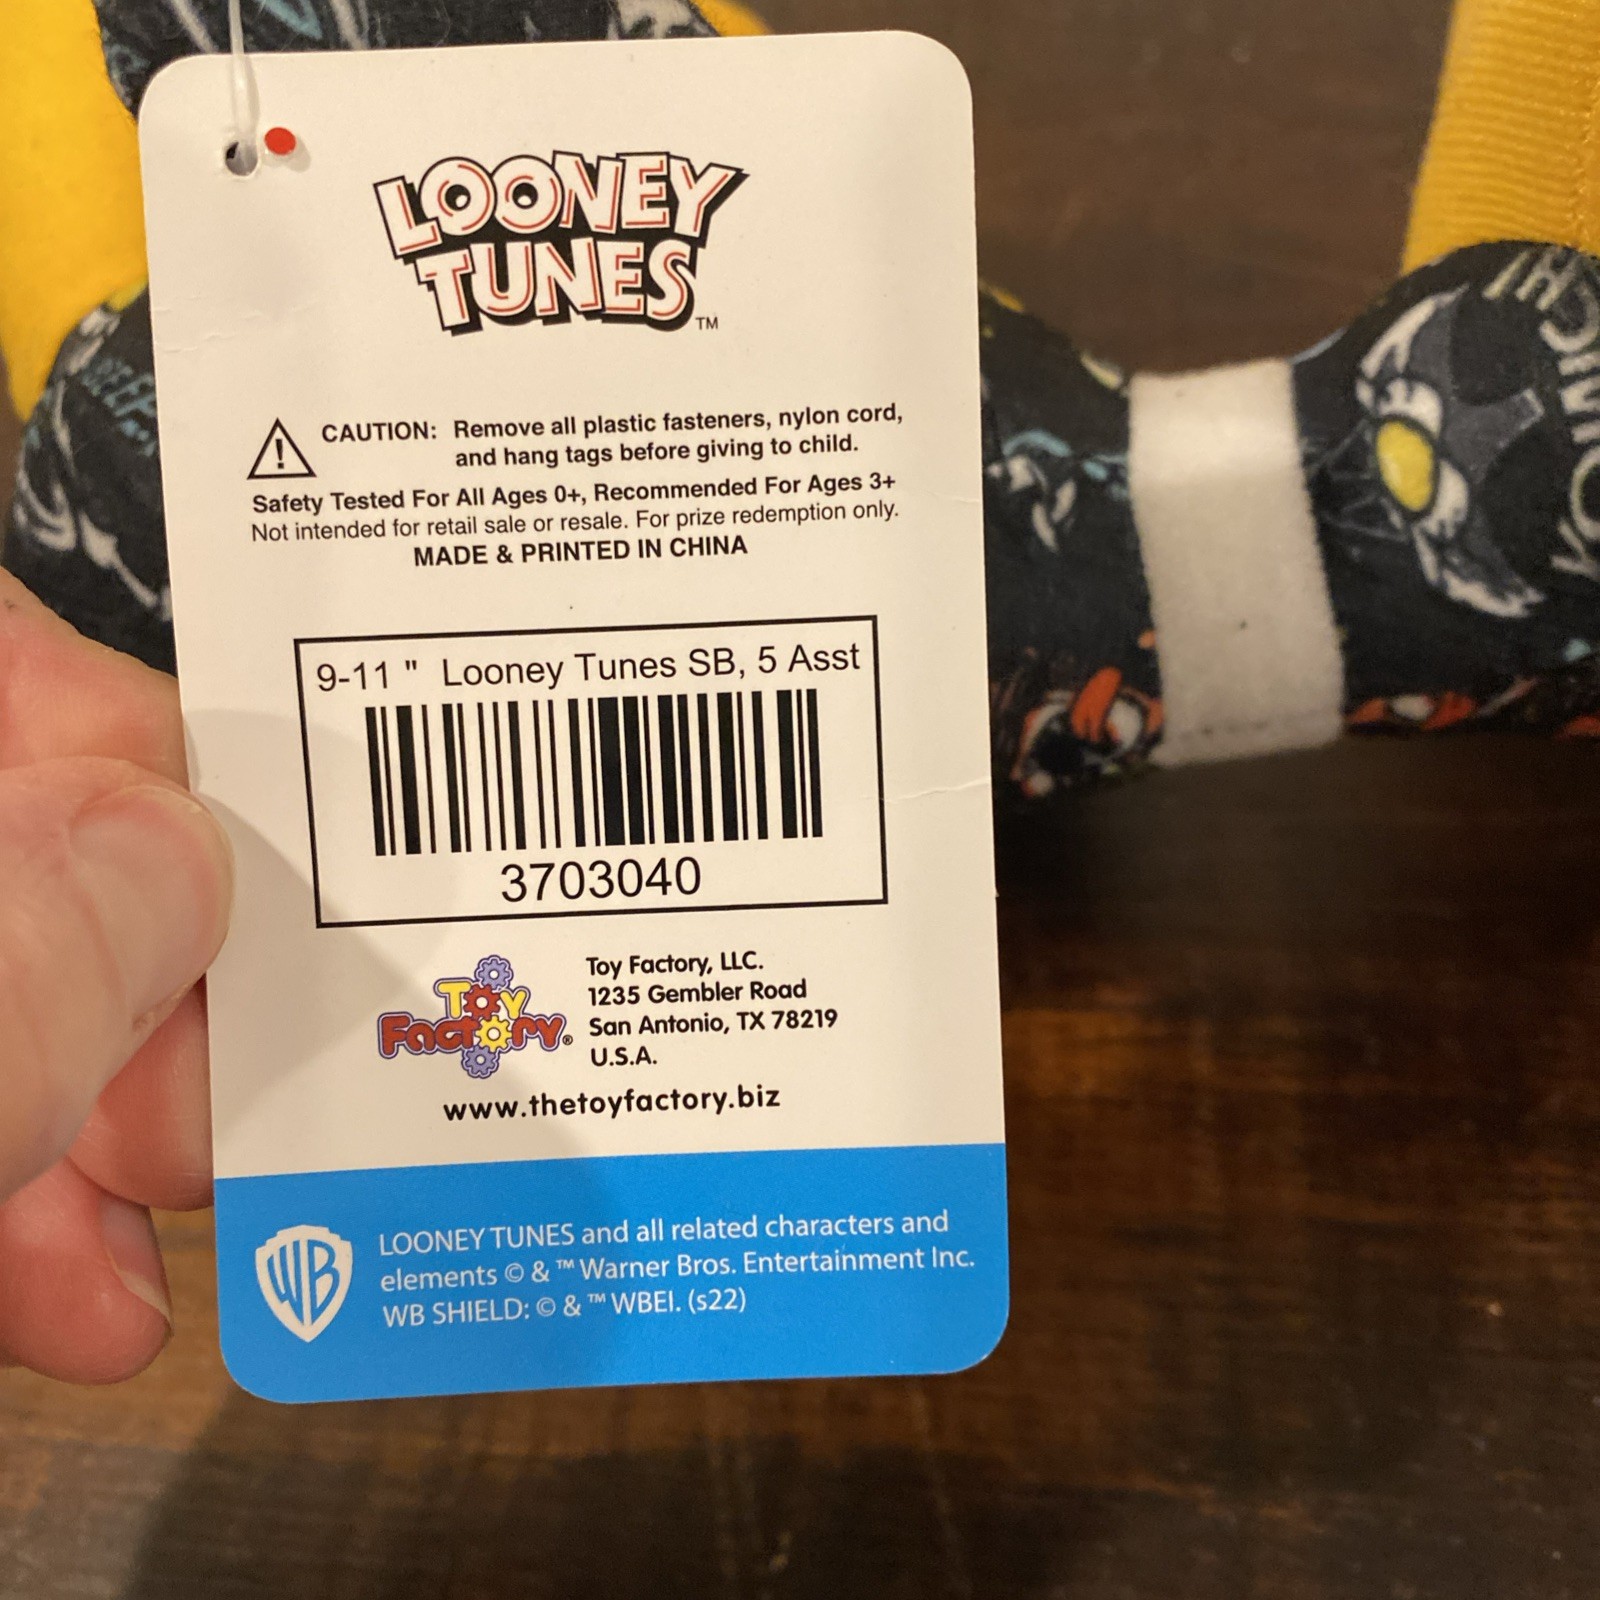 LOONEY
TUNES
TM
CAUTION: Remove all plastic fasteners, nylon cord,
and hang tags before giving to child.
Safety Tested For All Ages 0+, Recommended For Ages 3+
Not intended for retail sale or resale. For prize redemption only.
MADE & PRINTED IN CHINA
9-11 " Looney Tunes SB, 5 Asst
3703040
Toy Factory®
Toy Factory, LLC.
1235 Gembler Road
San Antonio, TX 78219
U.S.A.
www.thetoyfactory.biz
WB
LOONEY TUNES and all related characters and
elements © & ™ Warner Bros. Entertainment Inc.
WB SHIELD: © & ™ WBEI. (s22)
BEEP